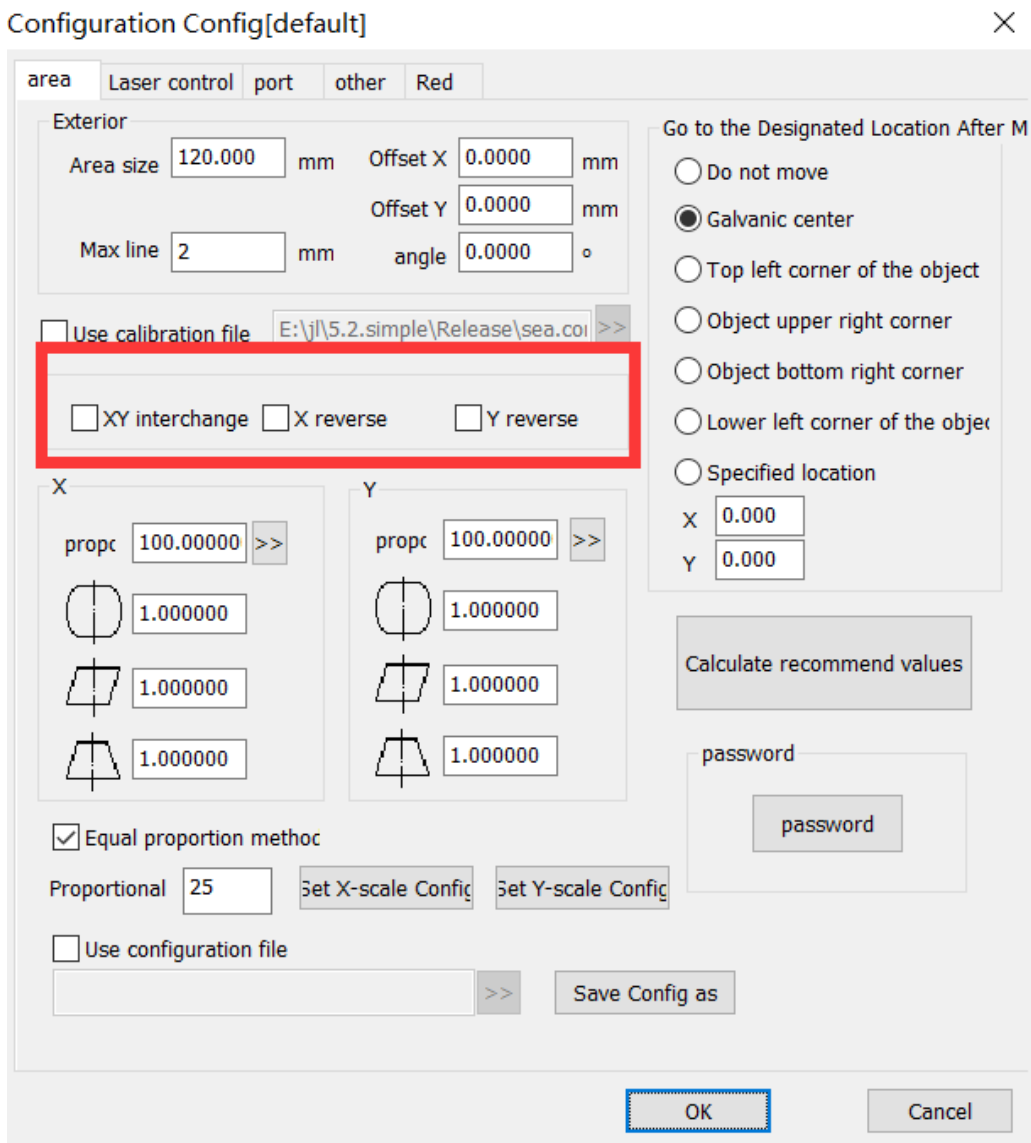 Configuration Config[default]
area Laser control port other Red
Exterior
Area size 120.000 mm Offset X 0.0000 mm
Offset Y 0.0000 mm
Max line 2 mm angle 0.0000 °
Use calibration file E:\jl\5.2.simple\Release\sea.cor >>
XY interchange X reverse Y reverse
X
propo 100.00000 >>
1.000000
1.000000
1.000000
Y
propo 100.00000 >>
1.000000
1.000000
1.000000
Equal proportion method
Proportional 25 Set X-scale Config Set Y-scale Config
Use configuration file
>> Save Config as
Go to the Designated Location After M
Do not move
Galvanic center
Top left corner of the object
Object upper right corner
Object bottom right corner
Lower left corner of the objec
Specified location
X 0.000
Y 0.000
Calculate recommend values
password
password
OK Cancel